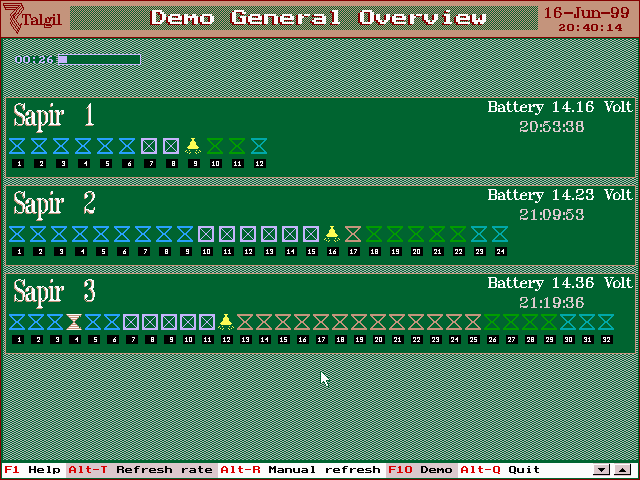 Talgil Demo General Overview 16-Jun-99
20:40:14
00:26
Sapir 1 Battery 14.16 Volt
20:53:38
1 2 3 4 5 6 7 8 9 10 11 12
Sapir 2 Battery 14.23 Volt
21:09:53
1 2 3 4 5 6 7 8 9 10 11 12 13 14 15 16 17 18 19 20 21 22 23 24
Sapir 3 Battery 14.36 Volt
21:19:36
1 2 3 4 5 6 7 8 9 10 11 12 13 14 15 16 17 18 19 20 21 22 23 24 25 26 27 28 29 30 31 32
F1 Help Alt-T Refresh rate Alt-R Manual refresh F10 Demo Alt-Q Quit